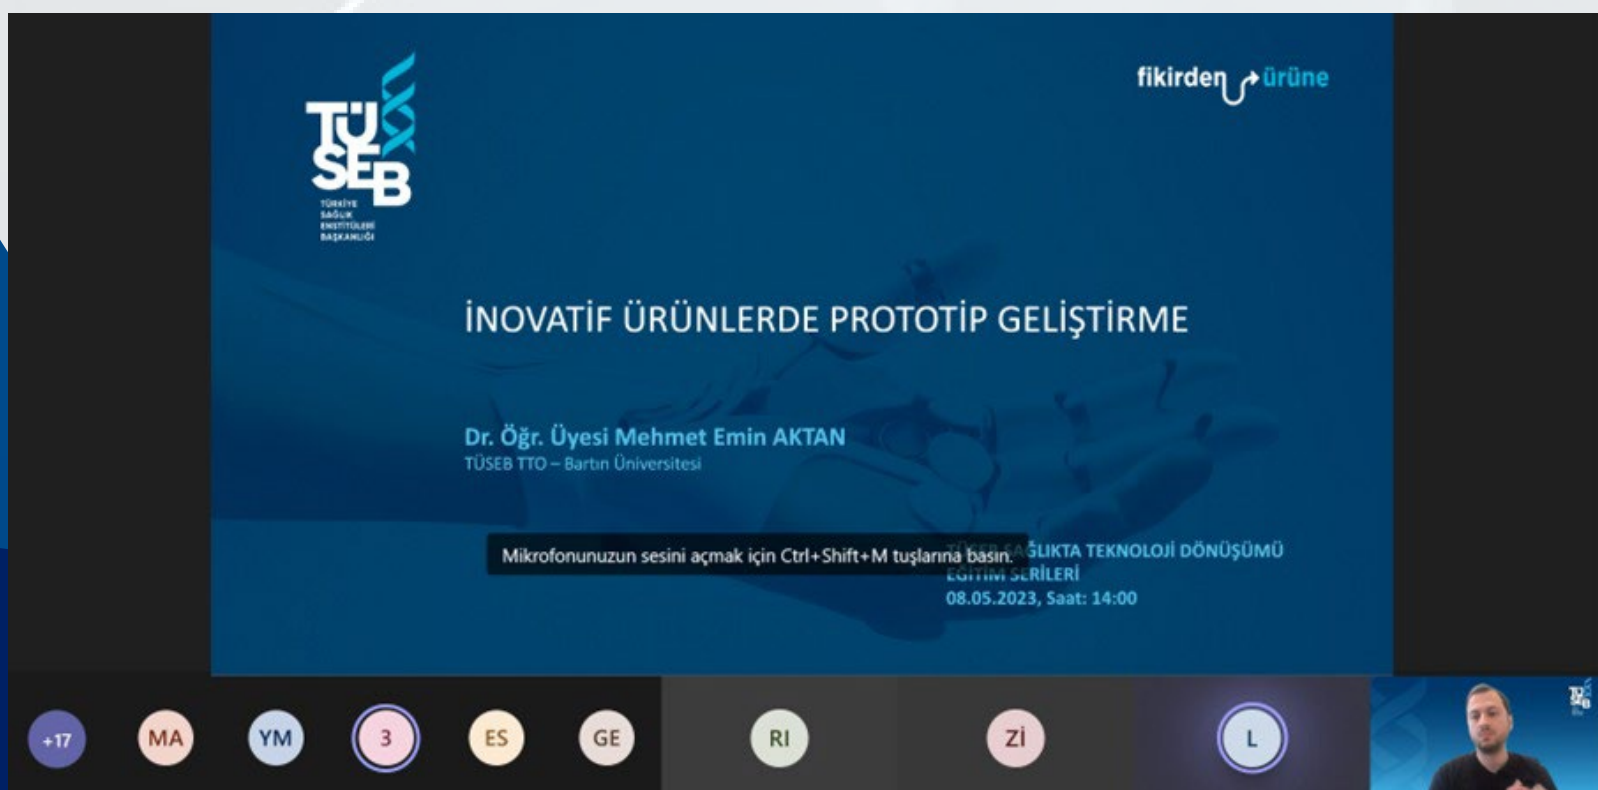 TÜSEB
TÜRKİYE
SAĞLIK
ENSTİTÜLERİ
BAŞKANLIĞI
fikirden ürüne
İNOVATİF ÜRÜNLERDE PROTOTİP GELİŞTİRME
Dr. Öğr. Üyesi Mehmet Emin AKTAN
TÜSEB TTO – Bartın Üniversitesi
Mikrofonunuzun sesini açmak için Ctrl+Shift+M tuşlarına basın.
TÜSEB SAĞLIKTA TEKNOLOJİ DÖNÜŞÜMÜ
EĞİTİM SERİLERİ
08.05.2023, Saat: 14:00
+17
MA
YM
3
ES
GE
RI
Zİ
L
TÜSEB